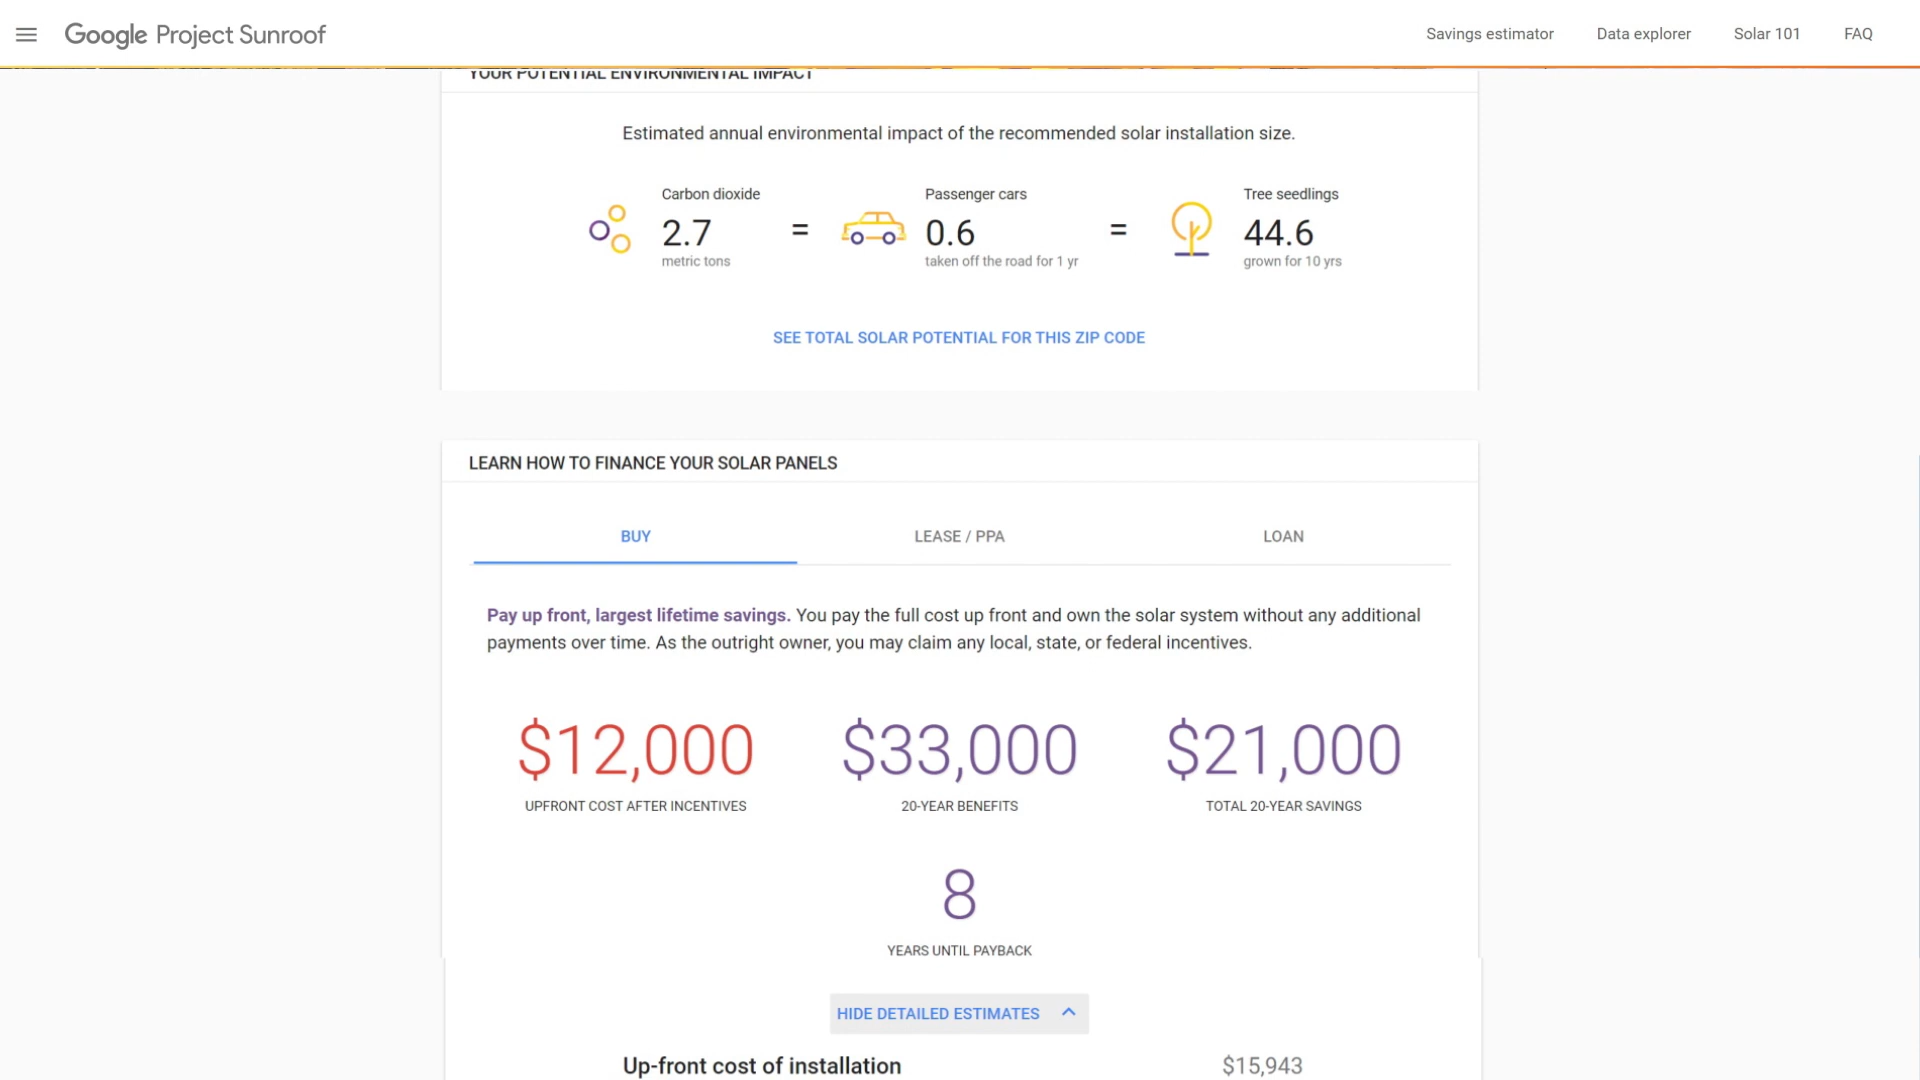 Google Project Sunroof
Savings estimator
Data explorer
Solar 101
FAQ
YOUR POTENTIAL ENVIRONMENTAL IMPACT
Estimated annual environmental impact of the recommended solar installation size.
Carbon dioxide
2.7
metric tons
=
Passenger cars
0.6
taken off the road for 1 yr
=
Tree seedlings
44.6
grown for 10 yrs
SEE TOTAL SOLAR POTENTIAL FOR THIS ZIP CODE
LEARN HOW TO FINANCE YOUR SOLAR PANELS
BUY
LEASE / PPA
LOAN
Pay up front, largest lifetime savings. You pay the full cost up front and own the solar system without any additional
payments over time. As the outright owner, you may claim any local, state, or federal incentives.
$12,000
UPFRONT COST AFTER INCENTIVES
$33,000
20-YEAR BENEFITS
$21,000
TOTAL 20-YEAR SAVINGS
8
YEARS UNTIL PAYBACK
HIDE DETAILED ESTIMATES
Up-front cost of installation
$15,943